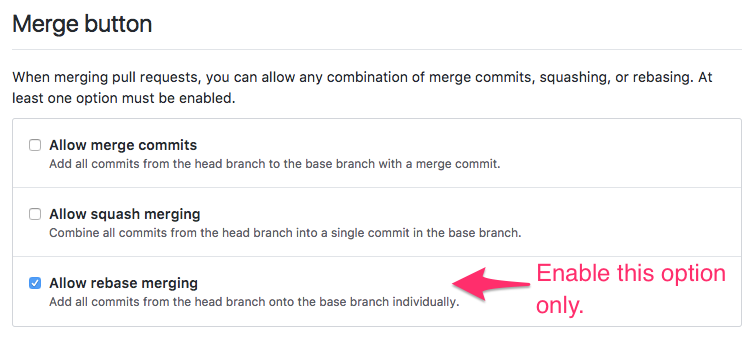 Merge button
When merging pull requests, you can allow any combination of merge commits, squashing, or rebasing. At
least one option must be enabled.
Allow merge commits
Add all commits from the head branch to the base branch with a merge commit.
Allow squash merging
Combine all commits from the head branch into a single commit in the base branch.
Allow rebase merging
Add all commits from the head branch onto the base branch individually.
Enable this option
only.